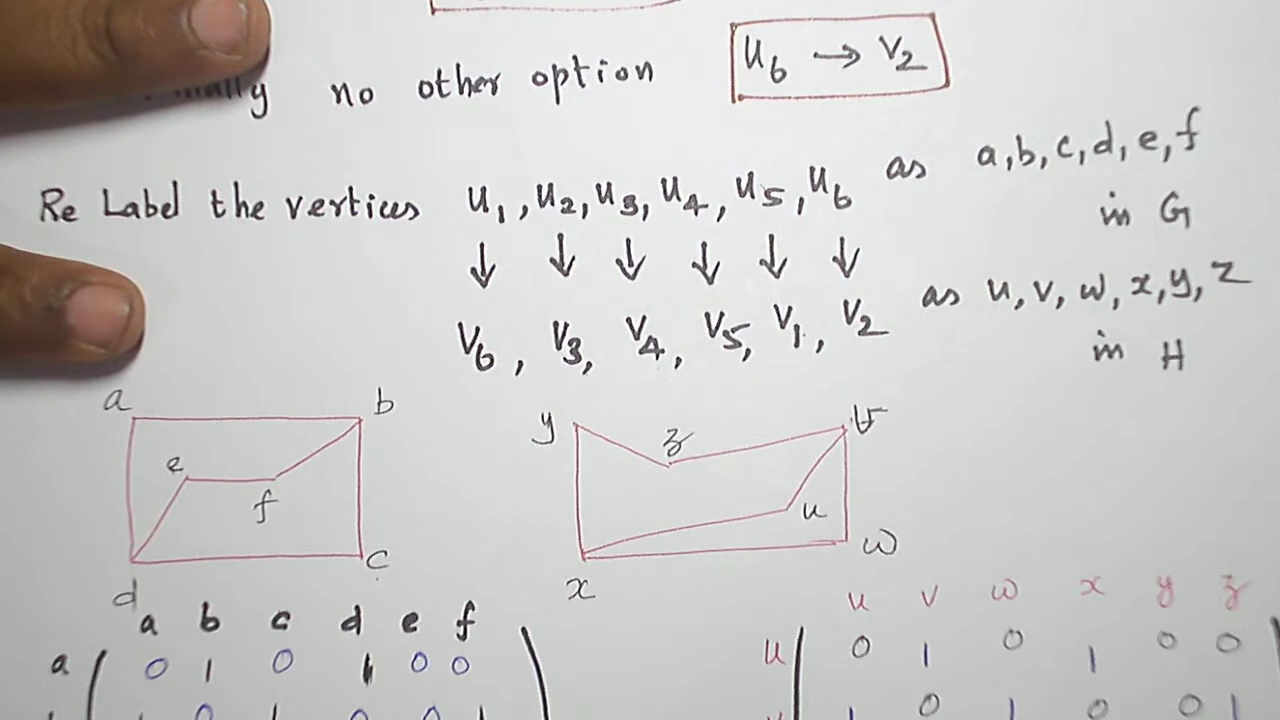 no other option u6 → v2
Re Label the vertices u1, u2, u3, u4, u5, u6 as a, b, c, d, e, f
in G
↓ ↓ ↓ ↓ ↓ ↓
v6, v3, v4, v5, v1, v2 as u, v, w, x, y, z
in H
a b
e
f
d c
y z v
u
x w
a b c d e f
a 0 1 0 1 0 0
u v w x y z
u 0 1 0 1 0 0